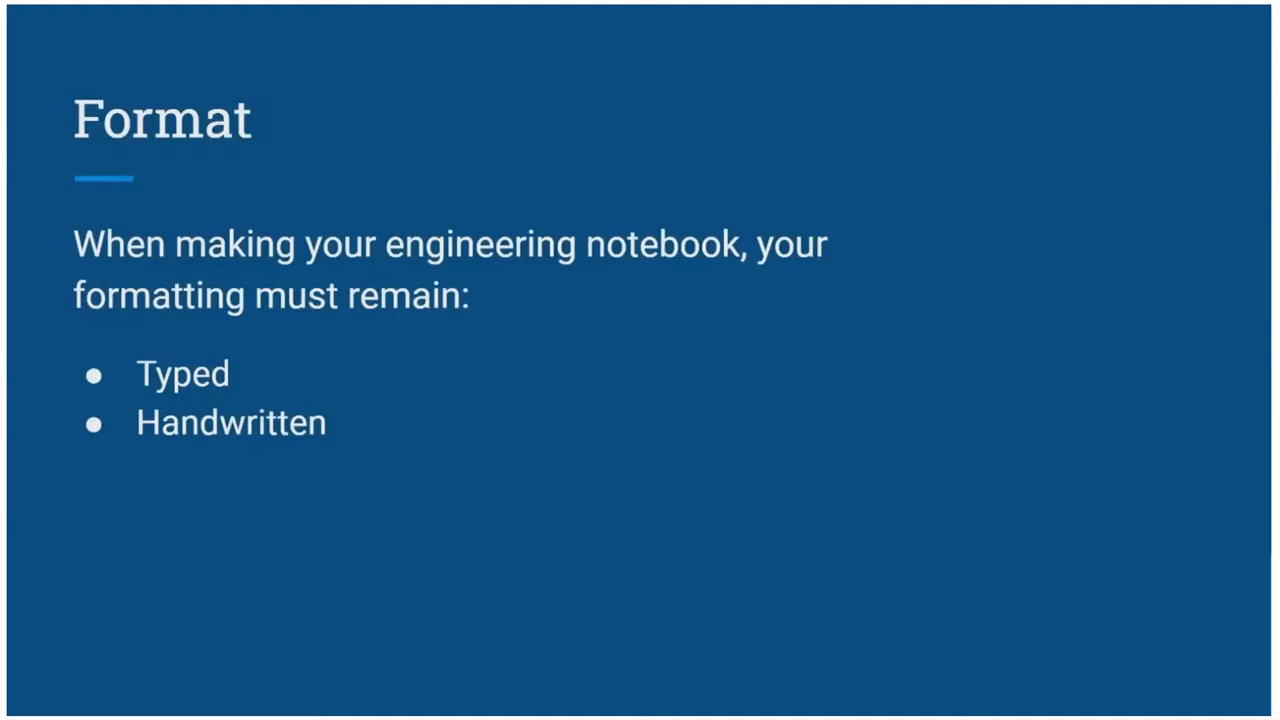 Format
When making your engineering notebook, your
formatting must remain:
● Typed
● Handwritten